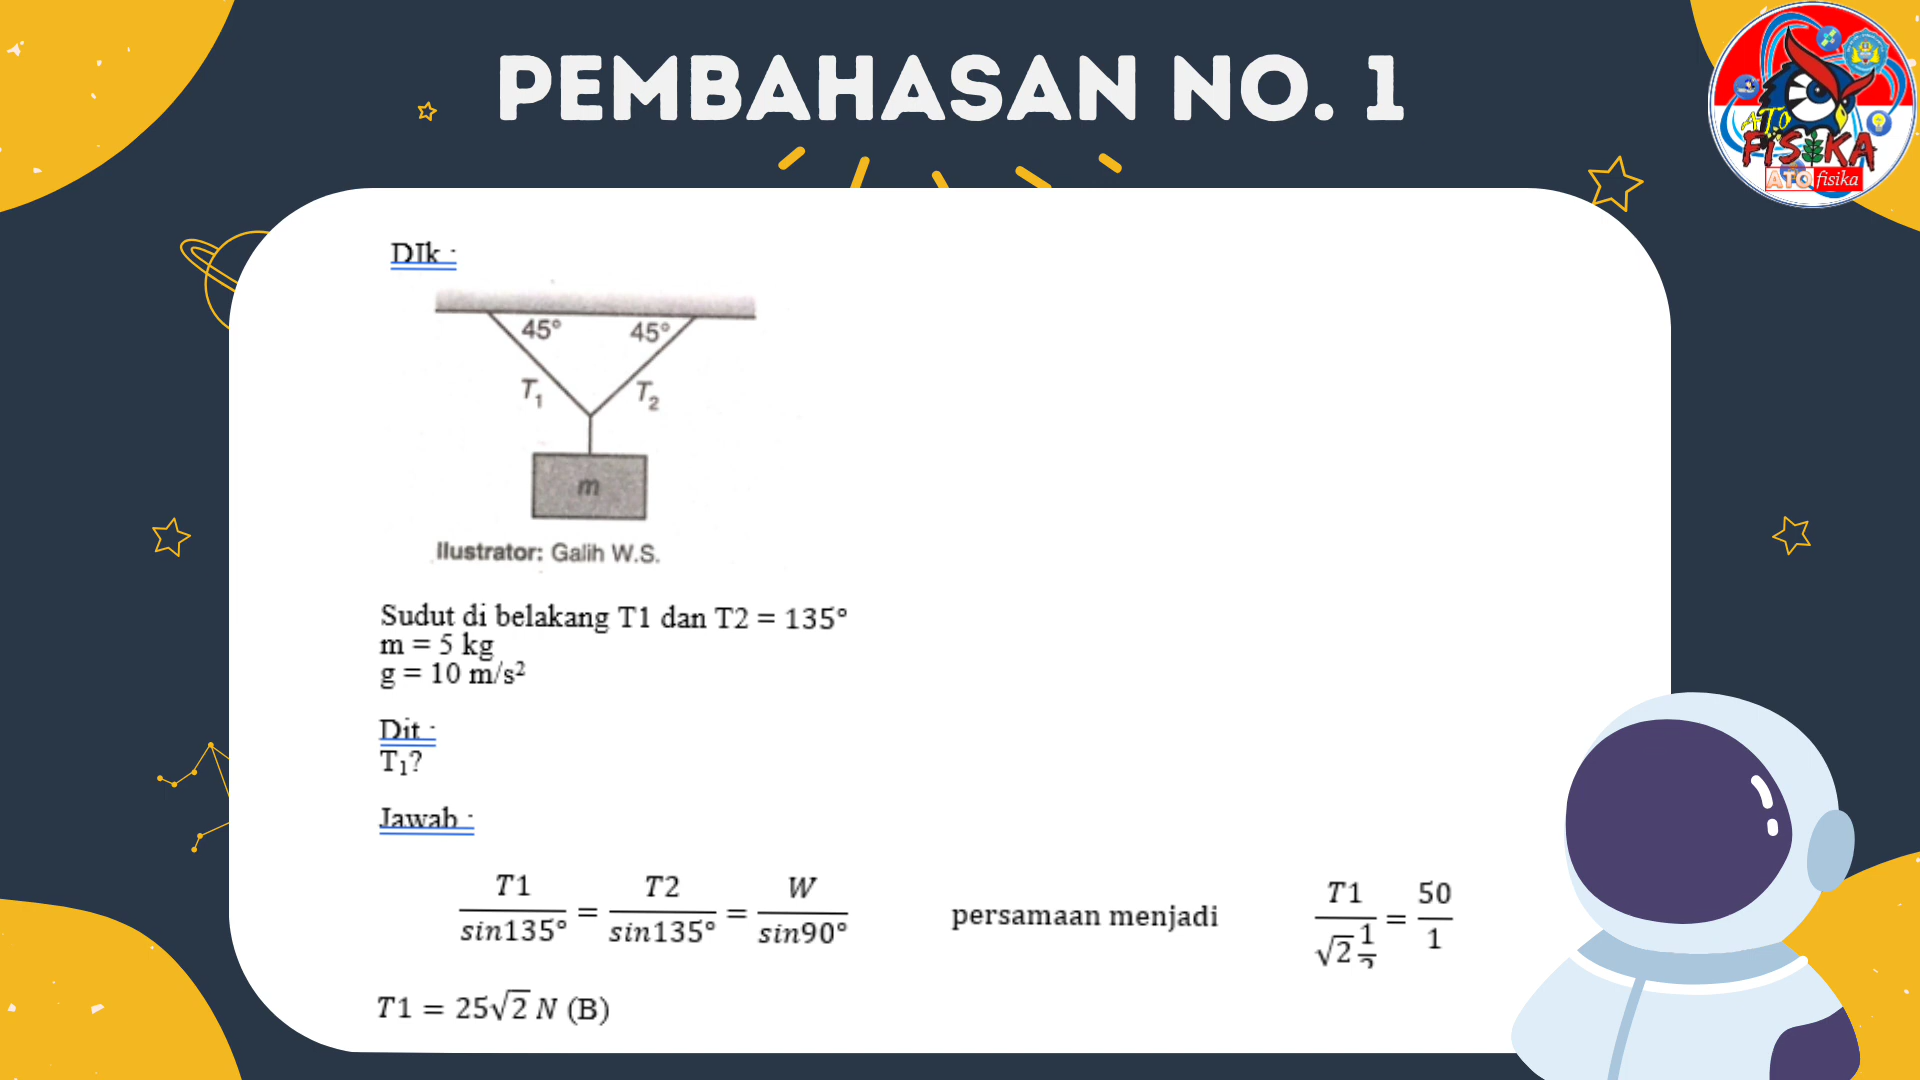 PEMBAHASAN NO. 1
ATO
FISIKA
ATO fisika
DIk :
45° 45°
T₁ T₂
m
Ilustrator: Galih W.S.
Sudut di belakang T1 dan T2 = 135°
m = 5 kg
g = 10 m/s²
Dit :
T₁?
Jawab :
T1/sin135° = T2/sin135° = W/sin90° persamaan menjadi T1/(√2 1/2) = 50/1
T1 = 25√2 N (B)